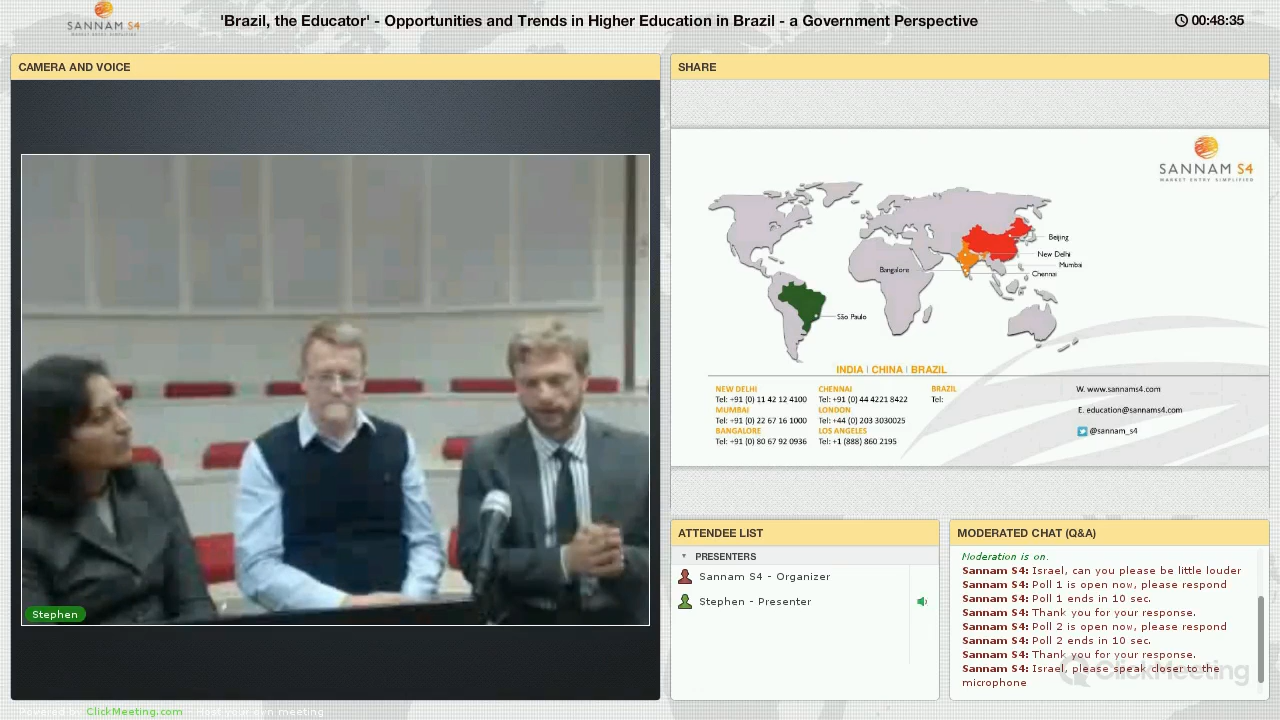 SANNAM S4
MARKET ENTRY SIMPLIFIED
'Brazil, the Educator' - Opportunities and Trends in Higher Education in Brazil - a Government Perspective
00:48:35
CAMERA AND VOICE
Stephen
SHARE
SANNAM S4
MARKET ENTRY SIMPLIFIED
Beijing
New Delhi
Mumbai
Bangalore
Chennai
São Paulo
INDIA | CHINA | BRAZIL
NEW DELHI
Tel: +91 (0) 11 42 12 4100
MUMBAI
Tel: +91 (0) 22 67 16 1000
BANGALORE
Tel: +91 (0) 80 67 92 0936
CHENNAI
Tel: +91 (0) 44 4221 8422
LONDON
Tel: +44 (0) 203 3030025
LOS ANGELES
Tel: +1 (888) 860 2195
BRAZIL
Tel:
W. www.sannams4.com
E. education@sannams4.com
@sannam_s4
ATTENDEE LIST
PRESENTERS
Sannam S4 - Organizer
Stephen - Presenter
MODERATED CHAT (Q&A)
Moderation is on.
Sannam S4: Israel, can you please be little louder
Sannam S4: Poll 1 is open now, please respond
Sannam S4: Poll 1 ends in 10 sec.
Sannam S4: Thank you for your response.
Sannam S4: Poll 2 is open now, please respond
Sannam S4: Poll 2 ends in 10 sec.
Sannam S4: Thank you for your response.
Sannam S4: Israel, please speak closer to the
microphone
ClickMeeting
Powered by ClickMeeting.com - Host your own meeting